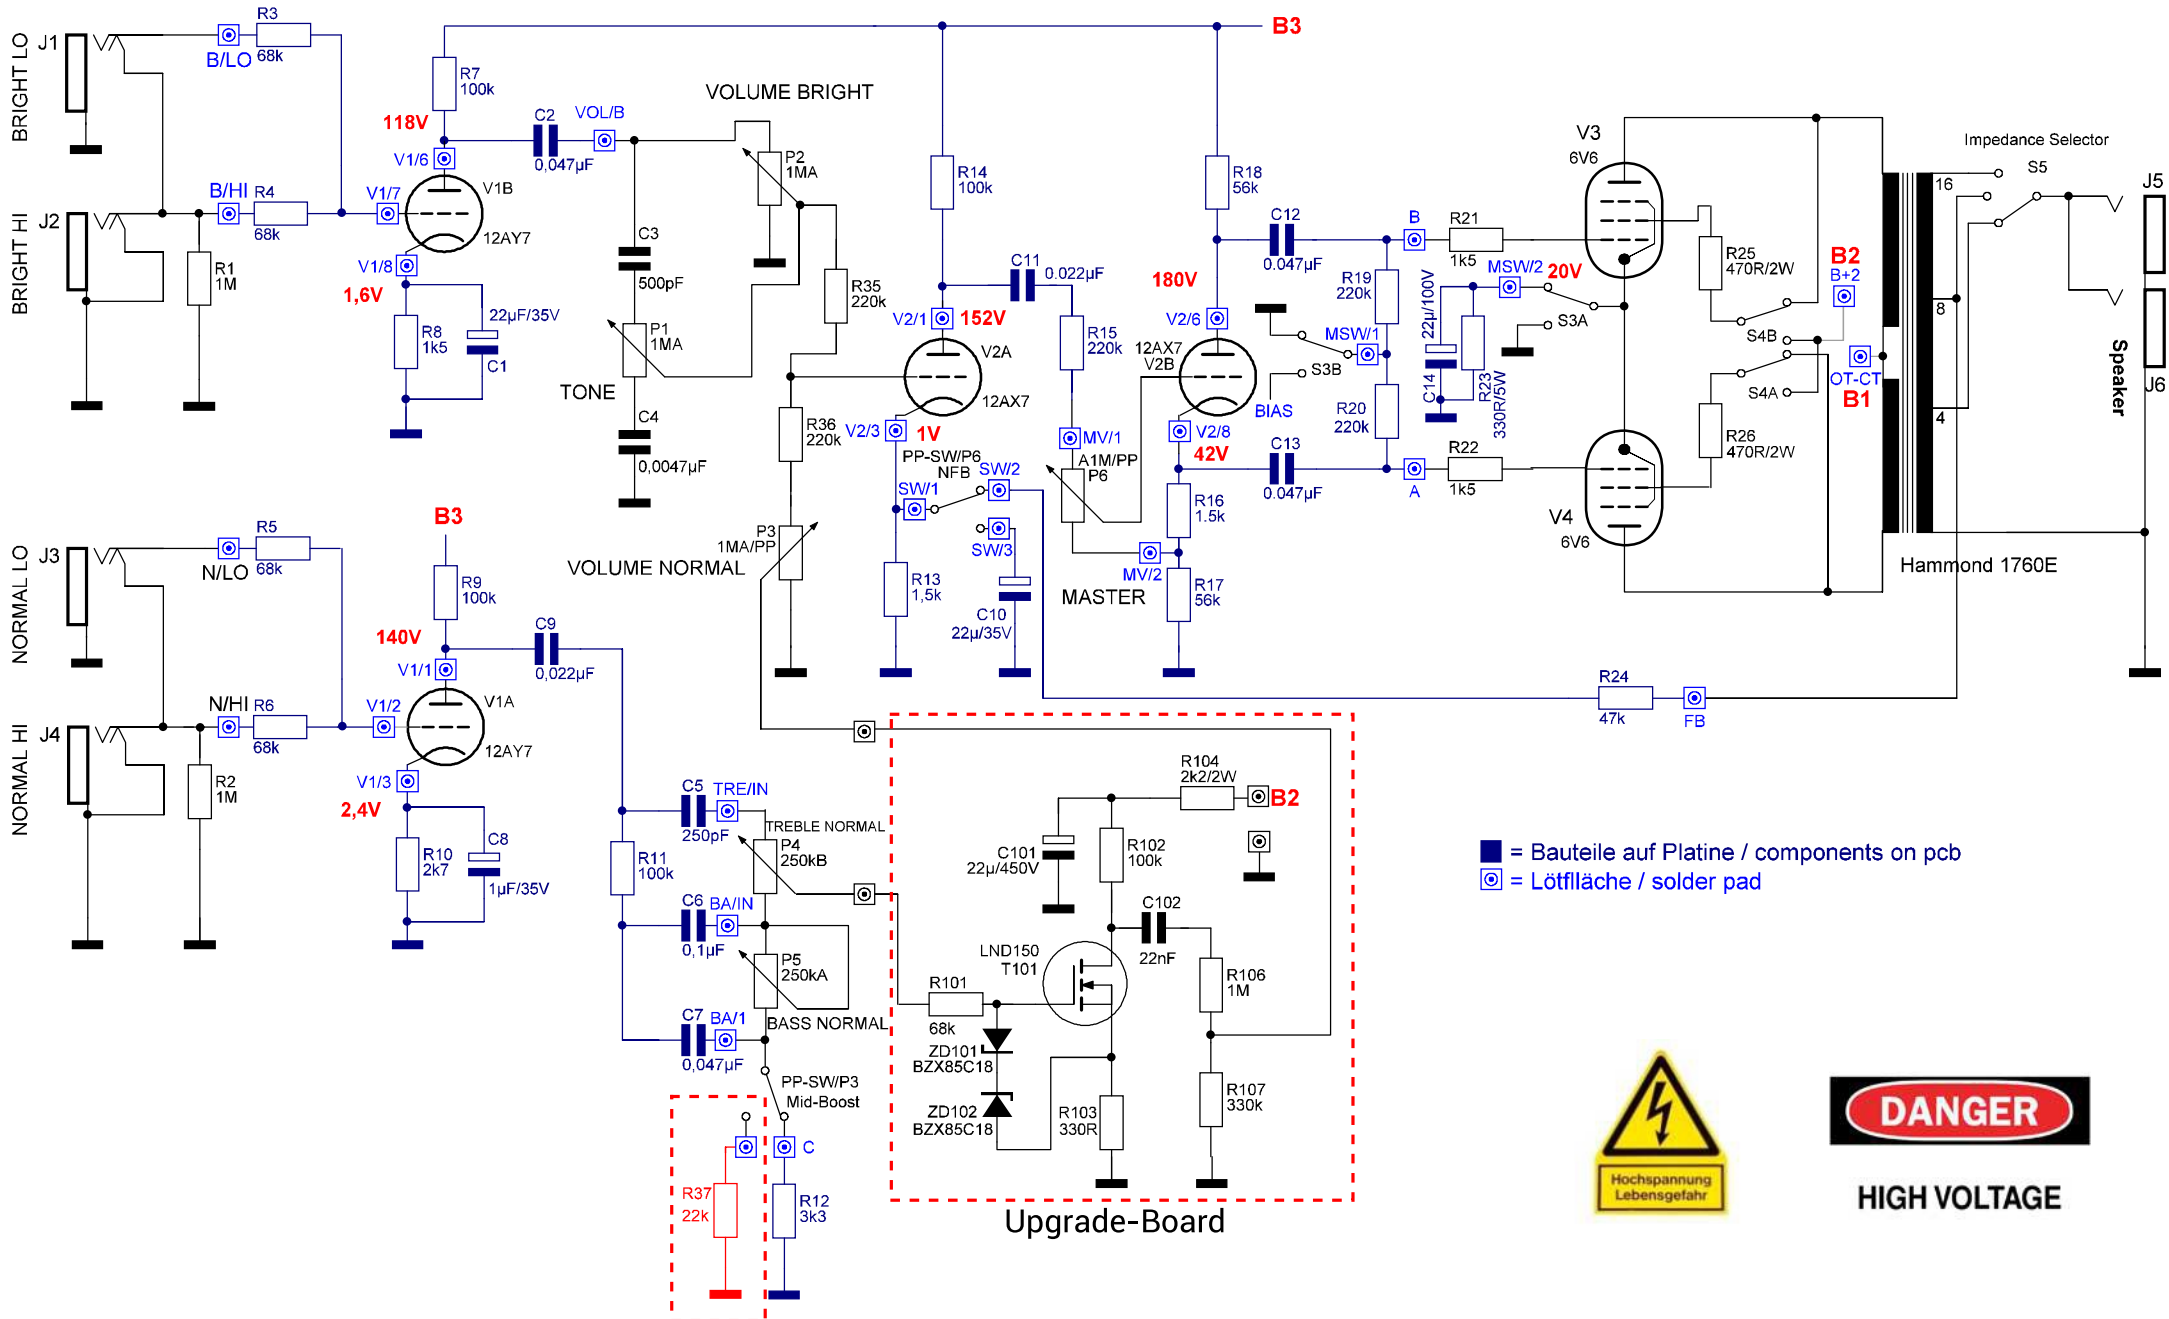 BRIGHT LO
J1
B/LO
R3
68k
BRIGHT HI
J2
B/HI
R4
68k
R1
1M
V1/7
R7
100k
118V
V1/6
V1B
12AY7
V1/8
1,6V
R8
1k5
22µF/35V
C1
C2
0,047µF
VOL/B
VOLUME BRIGHT
P2
1MA
C3
500pF
P1
1MA
TONE
C4
0,0047µF
R35
220k
R36
220k
P3
1MA/PP
VOLUME NORMAL
B3
R14
100k
V2/1
152V
V2A
12AX7
V2/3
1V
PP-SW/P6
NFB
SW/1
SW/2
SW/3
R13
1,5k
C10
22µ/35V
C11
0.022µF
R15
220k
MV/1
A1M/PP
P6
MV/2
MASTER
R18
56k
180V
V2/6
12AX7
V2B
V2/8
42V
R16
1.5k
R17
56k
C12
0.047µF
C13
0.047µF
BIAS
S3B
MSW/1
R19
220k
R20
220k
B
A
R21
1k5
R22
1k5
22µ/100V
C14
R23
330R/5W
MSW/2
20V
S3A
V3
6V6
V4
6V6
R25
470R/2W
R26
470R/2W
S4B
S4A
B2
B+2
OT-CT
B1
16
8
4
Impedance Selector
S5
J5
J6
Speaker
Hammond 1760E
R24
47k
FB
NORMAL LO
J3
N/LO
R5
68k
NORMAL HI
J4
N/HI
R6
68k
R2
1M
V1/2
B3
R9
100k
140V
V1/1
V1A
12AY7
V1/3
2,4V
R10
2k7
C8
1µF/35V
C9
0,022µF
R11
100k
C5
250pF
TRE/IN
TREBLE NORMAL
P4
250kB
C6
0,1µF
BA/IN
P5
250kA
BASS NORMAL
C7
0,047µF
BA/1
PP-SW/P3
Mid-Boost
C
R37
22k
R12
3k3
R104
2k2/2W
B2
C101
22µ/450V
R102
100k
C102
22nF
LND150
T101
R101
68k
ZD101
BZX85C18
ZD102
BZX85C18
R103
330R
R106
1M
R107
330k
Upgrade-Board
= Bauteile auf Platine / components on pcb
= Lötflläche / solder pad
Hochspannung
Lebensgefahr
DANGER
HIGH VOLTAGE